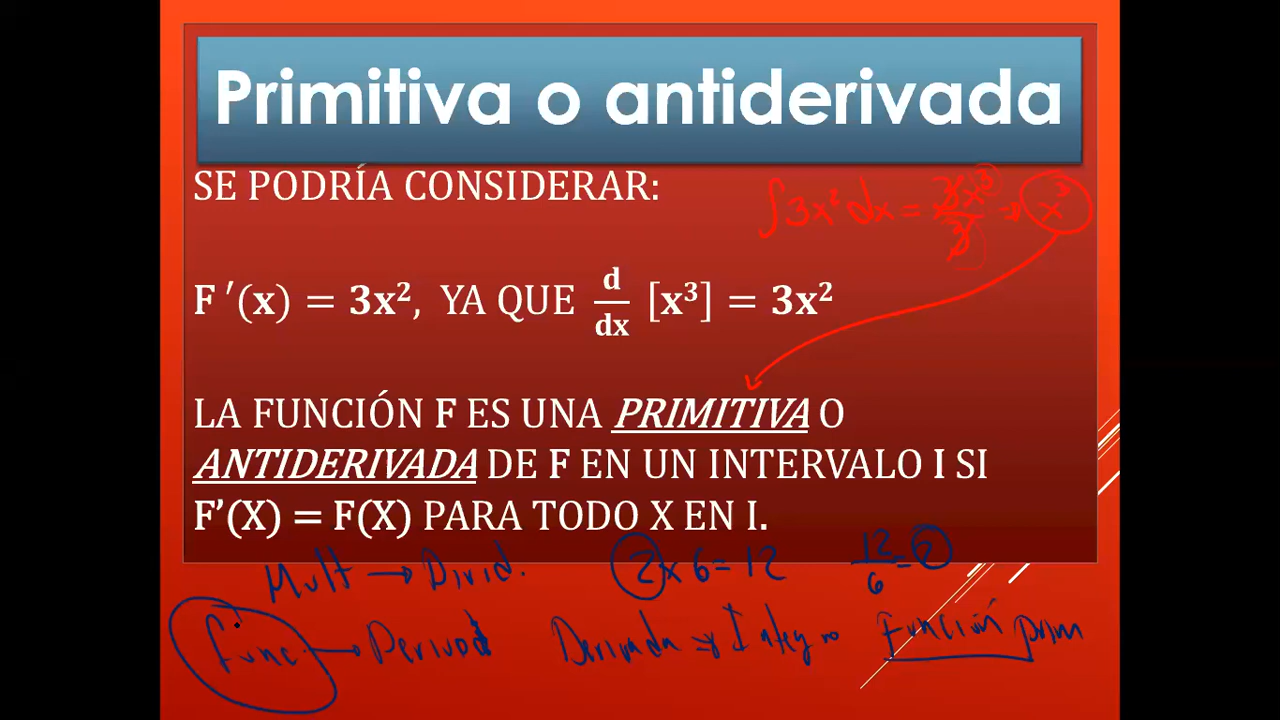 Primitiva o antiderivada
SE PODRÍA CONSIDERAR:
∫3x² dx = 3x³/3 ⇒ x³
F ′(x) = 3x², YA QUE d/dx [x³] = 3x²
LA FUNCIÓN F ES UNA PRIMITIVA O
ANTIDERIVADA DE F EN UN INTERVALO I SI
F’(X) = F(X) PARA TODO X EN I.
Mult → Divid. 2 x 6 = 12 12/6 = 2
Func. → Derivad Derivada ⇒ Integro Función prim